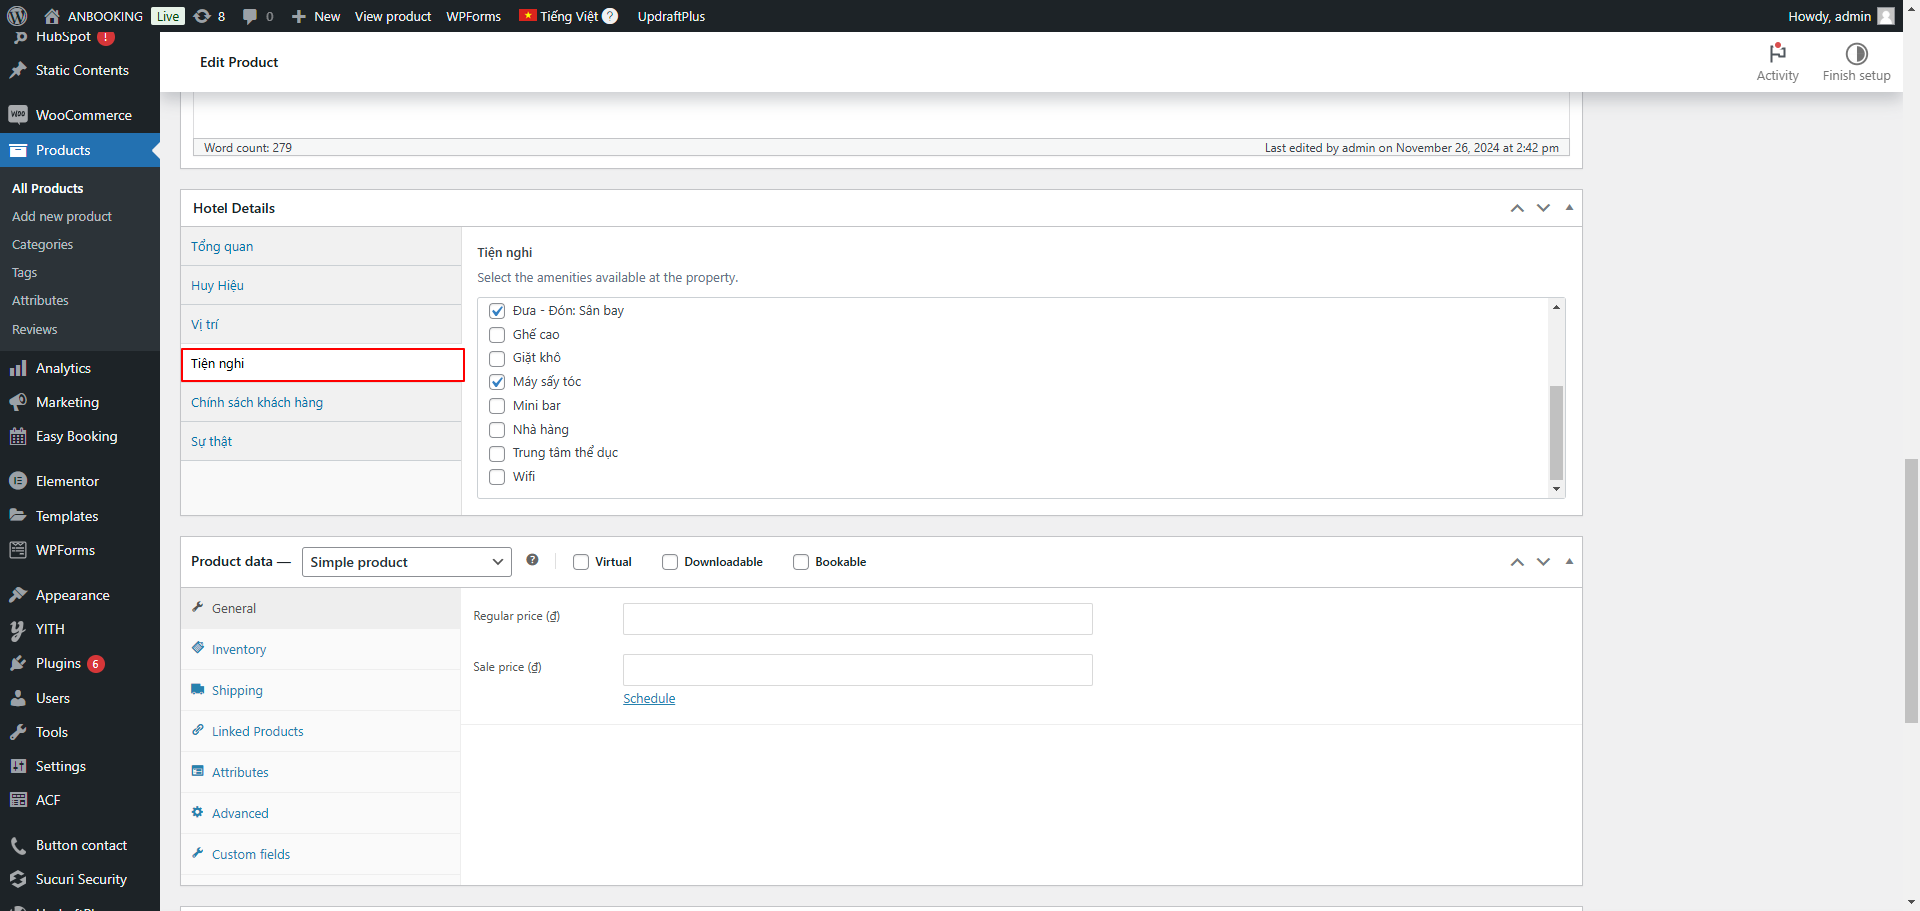 ANBOOKING Live 8 0 New View product WPForms Tiếng Việt ? UpdraftPlus Howdy, admin
HubSpot !
Static Contents
WooCommerce
Products
All Products
Add new product
Categories
Tags
Attributes
Reviews
Analytics
Marketing
Easy Booking
Elementor
Templates
WPForms
Appearance
YITH
Plugins 6
Users
Tools
Settings
ACF
Button contact
Sucuri Security
Edit Product
Activity
Finish setup
Word count: 279
Last edited by admin on November 26, 2024 at 2:42 pm
Hotel Details
Tổng quan
Huy Hiệu
Vị trí
Tiện nghi
Chính sách khách hàng
Sự thật
Tiện nghi
Select the amenities available at the property.
Đưa - Đón: Sân bay
Ghế cao
Giặt khô
Máy sấy tóc
Mini bar
Nhà hàng
Trung tâm thể dục
Wifi
Product data — Simple product ? Virtual Downloadable Bookable
General
Inventory
Shipping
Linked Products
Attributes
Advanced
Custom fields
Regular price (₫)
Sale price (₫)
Schedule